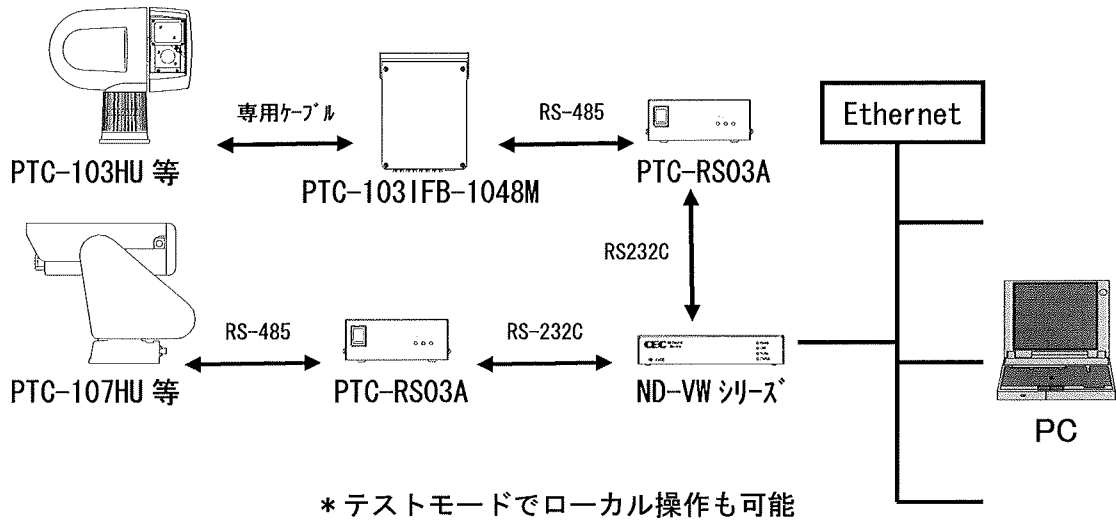 専用ケーブル
RS-485
Ethernet
PTC-103HU 等
PTC-103IFB-1048M
PTC-RS03A
RS232C
RS-485
RS-232C
CBC
PTC-107HU 等
PTC-RS03A
ND-VW シリーズ
PC
*テストモードでローカル操作も可能